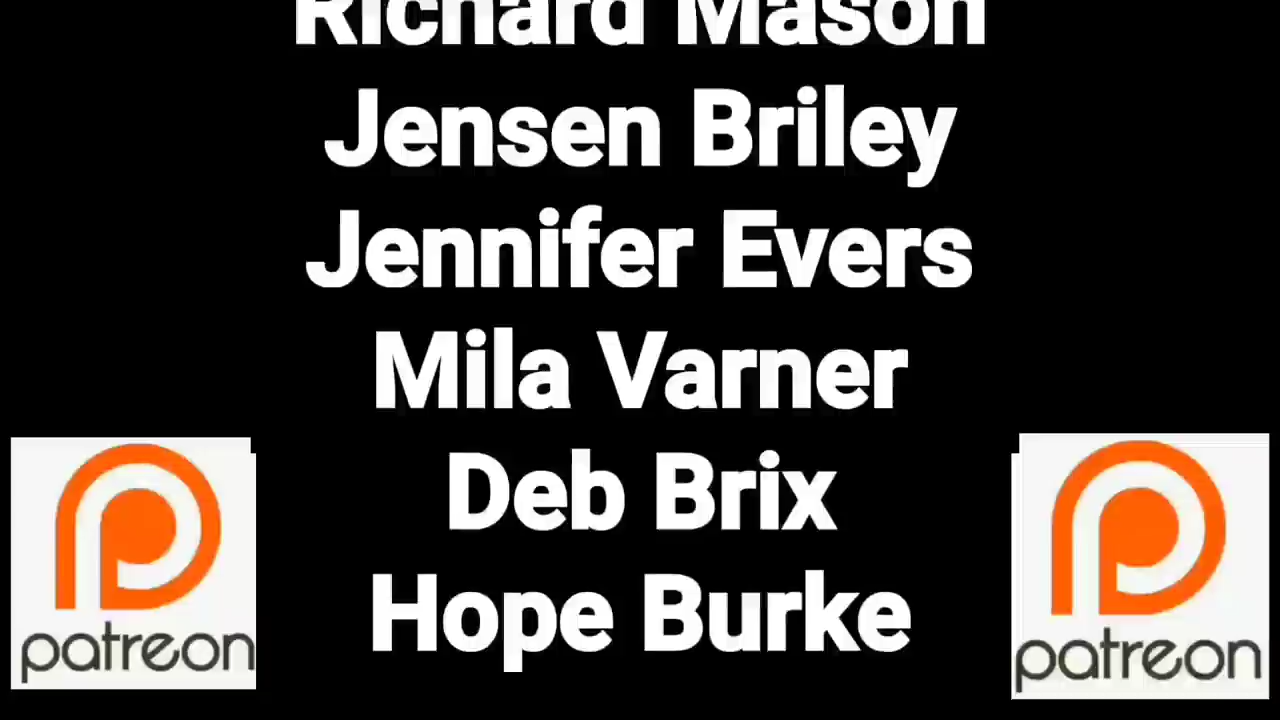 Richard Mason
Jensen Briley
Jennifer Evers
Mila Varner
Deb Brix
Hope Burke
patreon
patreon